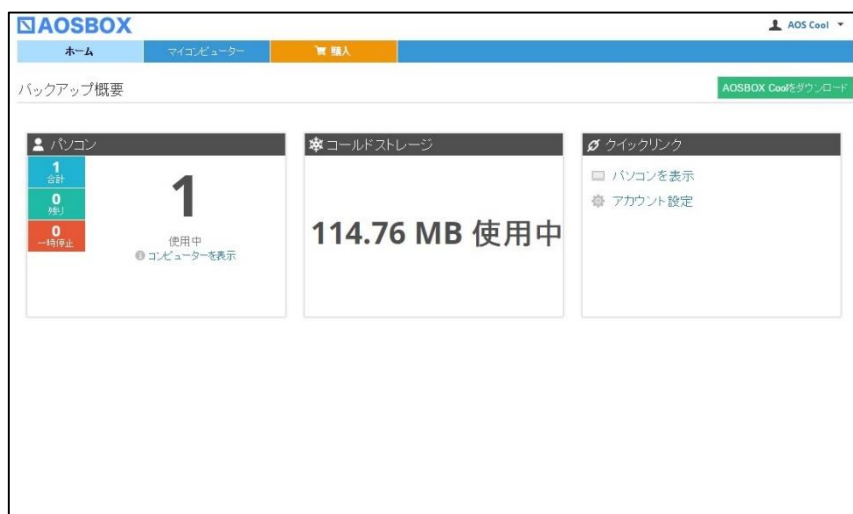 AOSBOX
AOS Cool
ホーム
マイコンピューター
購入
バックアップ概要
AOSBOX Coolをダウンロード
パソコン
1
合計
0
残り
0
一時停止
1
使用中
コンピューターを表示
コールドストレージ
114.76 MB 使用中
クイックリンク
パソコンを表示
アカウント設定